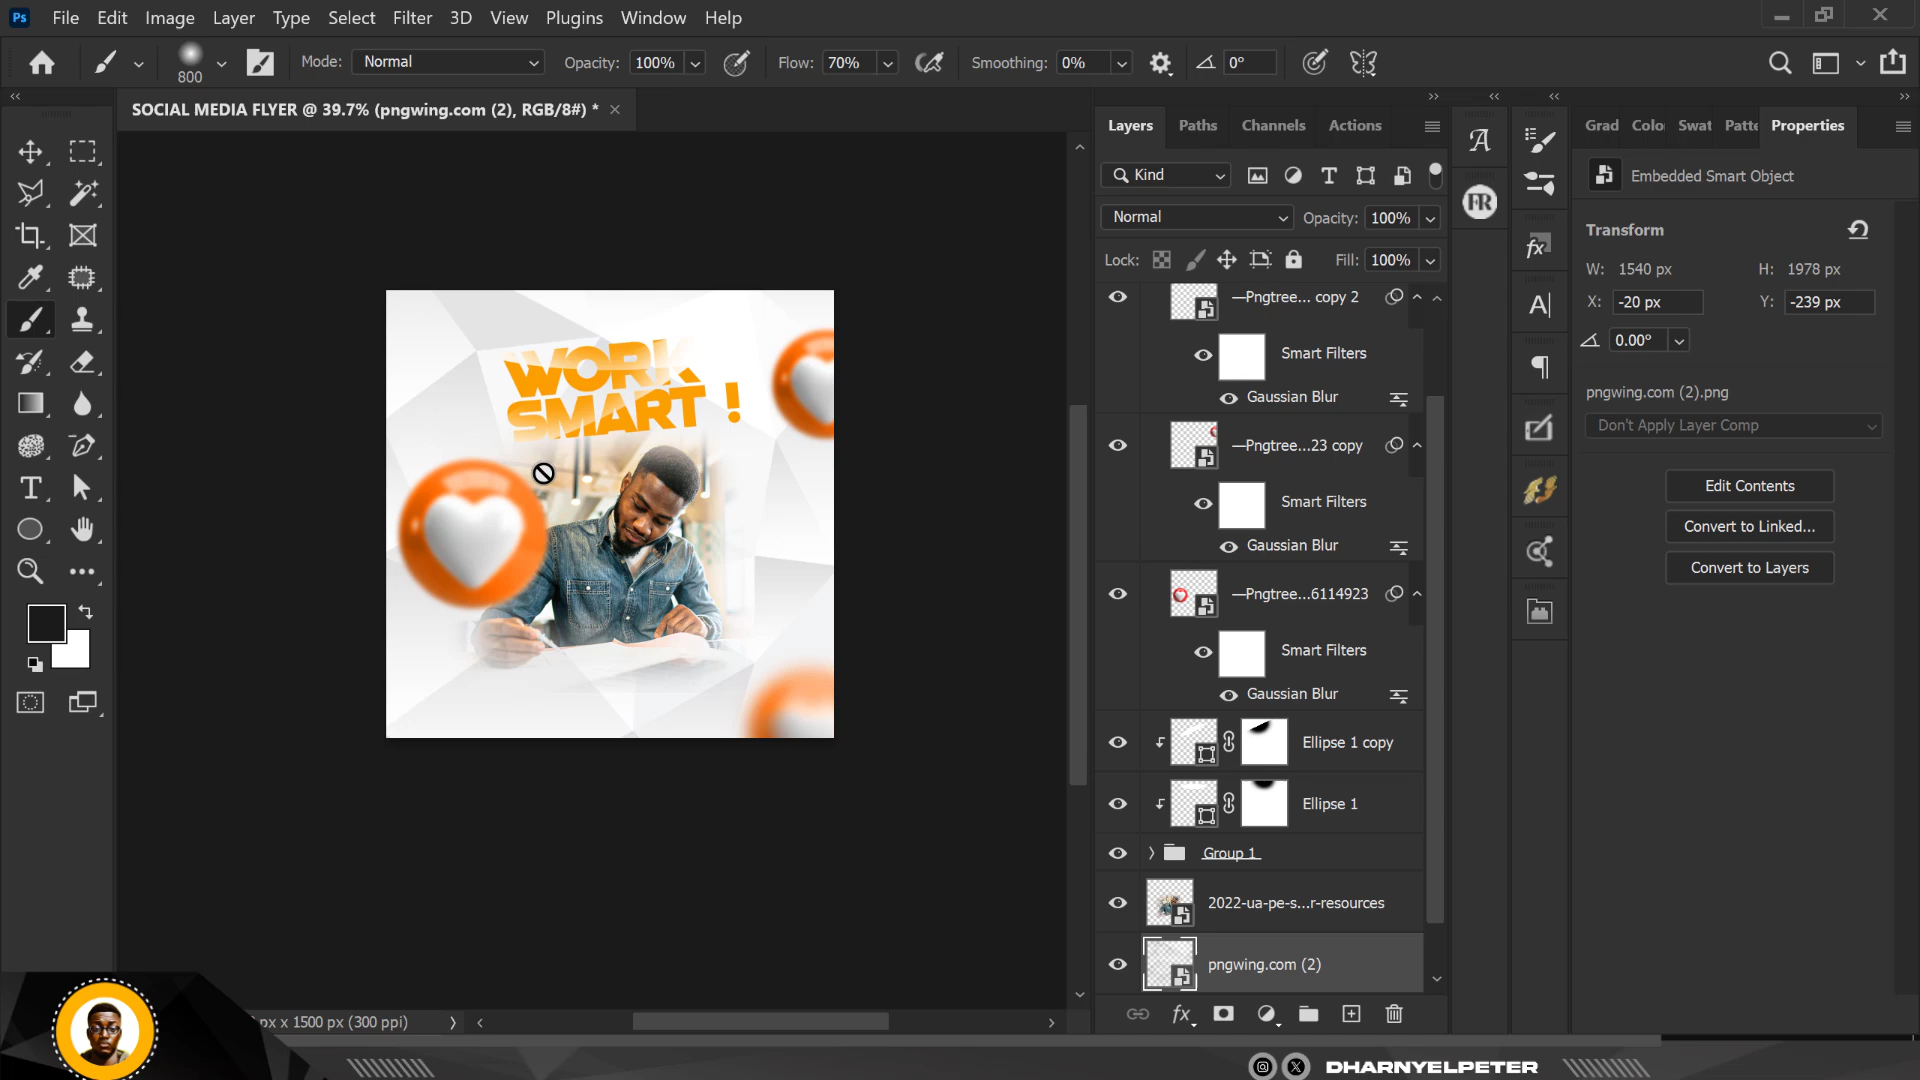 Ps File Edit Image Layer Type Select Filter 3D View Plugins Window Help
800 Mode: Normal Opacity: 100% Flow: 70% Smoothing: 0% 0°
SOCIAL MEDIA FLYER @ 39.7% (pngwing.com (2), RGB/8#) *
WORK
SMART !
px x 1500 px (300 ppi)
Layers Paths Channels Actions
Kind
Normal Opacity: 100%
Lock: Fill: 100%
—Pngtree... copy 2
Smart Filters
Gaussian Blur
—Pngtree...23 copy
Smart Filters
Gaussian Blur
—Pngtree...6114923
Smart Filters
Gaussian Blur
Ellipse 1 copy
Ellipse 1
Group 1
2022-ua-pe-s...r-resources
pngwing.com (2)
fx
A
FR
fx
A
Grad Colo Swat Patte Properties
Embedded Smart Object
Transform
W: 1540 px H: 1978 px
X: -20 px Y: -239 px
0.00°
pngwing.com (2).png
Don't Apply Layer Comp
Edit Contents
Convert to Linked...
Convert to Layers
DHARNYELPETER